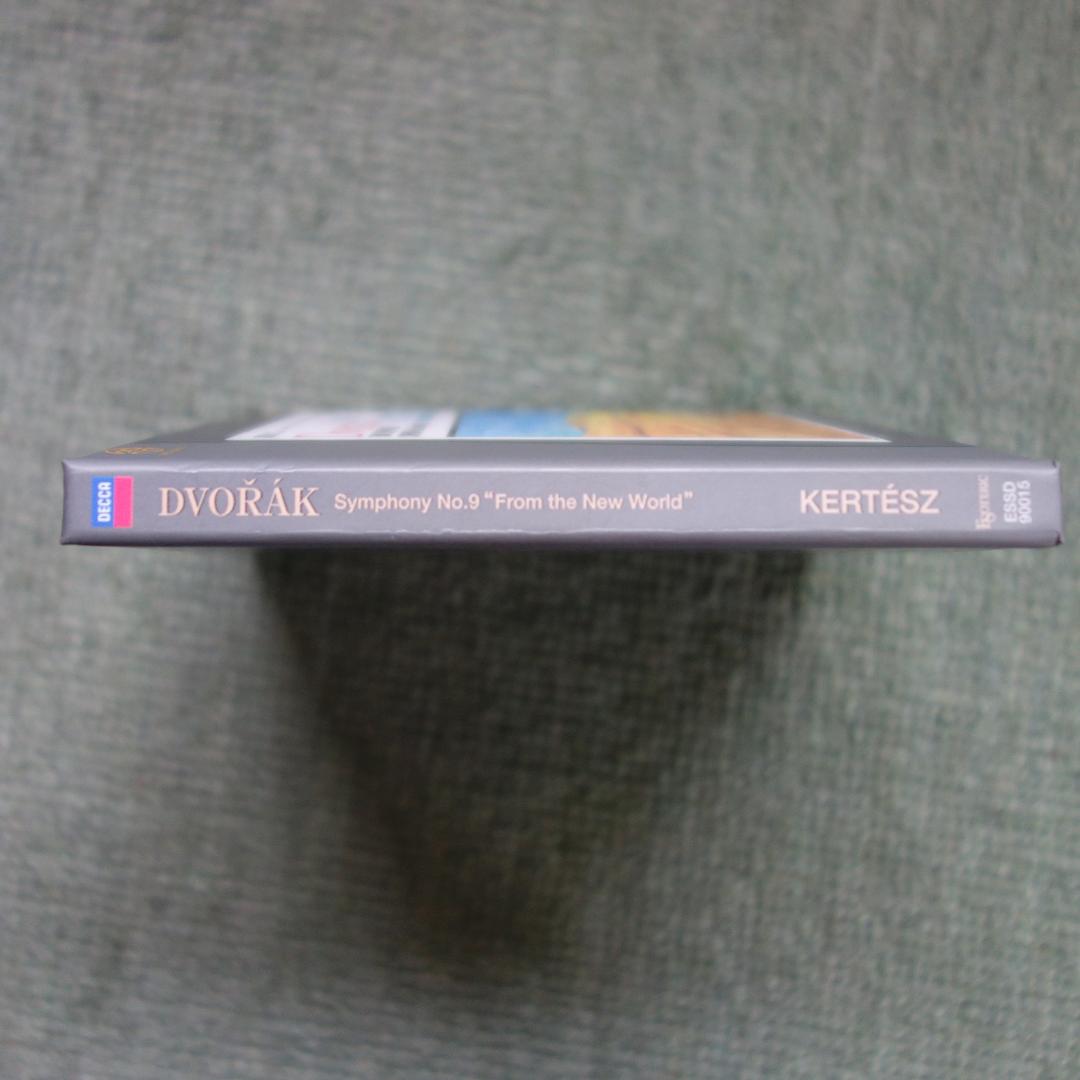 DECCA
DVOŘÁK Symphony No.9 “From the New World” KERTÉSZ
Esoteric
ESSD
90015